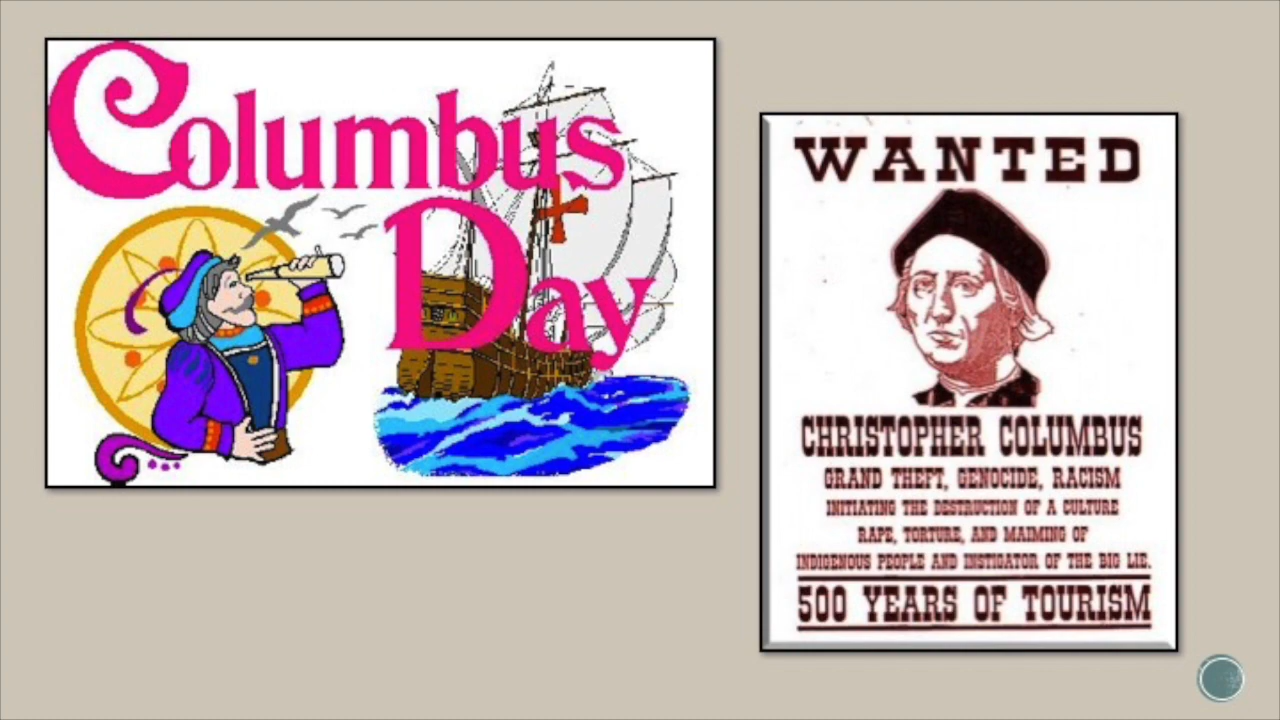 Columbus
Day
WANTED
CHRISTOPHER COLUMBUS
GRAND THEFT, GENOCIDE, RACISM
INITIATING THE DESTRUCTION OF A CULTURE
RAPE, TORTURE, AND MAIMING OF
INDIGENOUS PEOPLE AND INSTIGATOR OF THE BIG LIE.
500 YEARS OF TOURISM